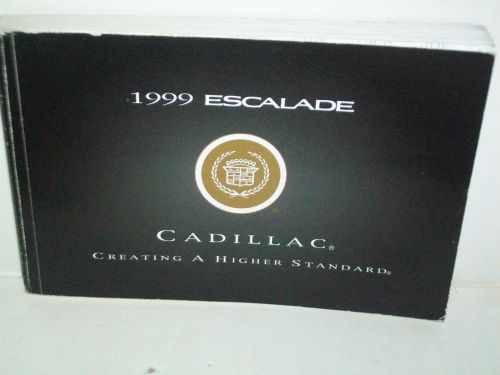 1999 ESCALADE
CADILLAC®
CREATING A HIGHER STANDARD®